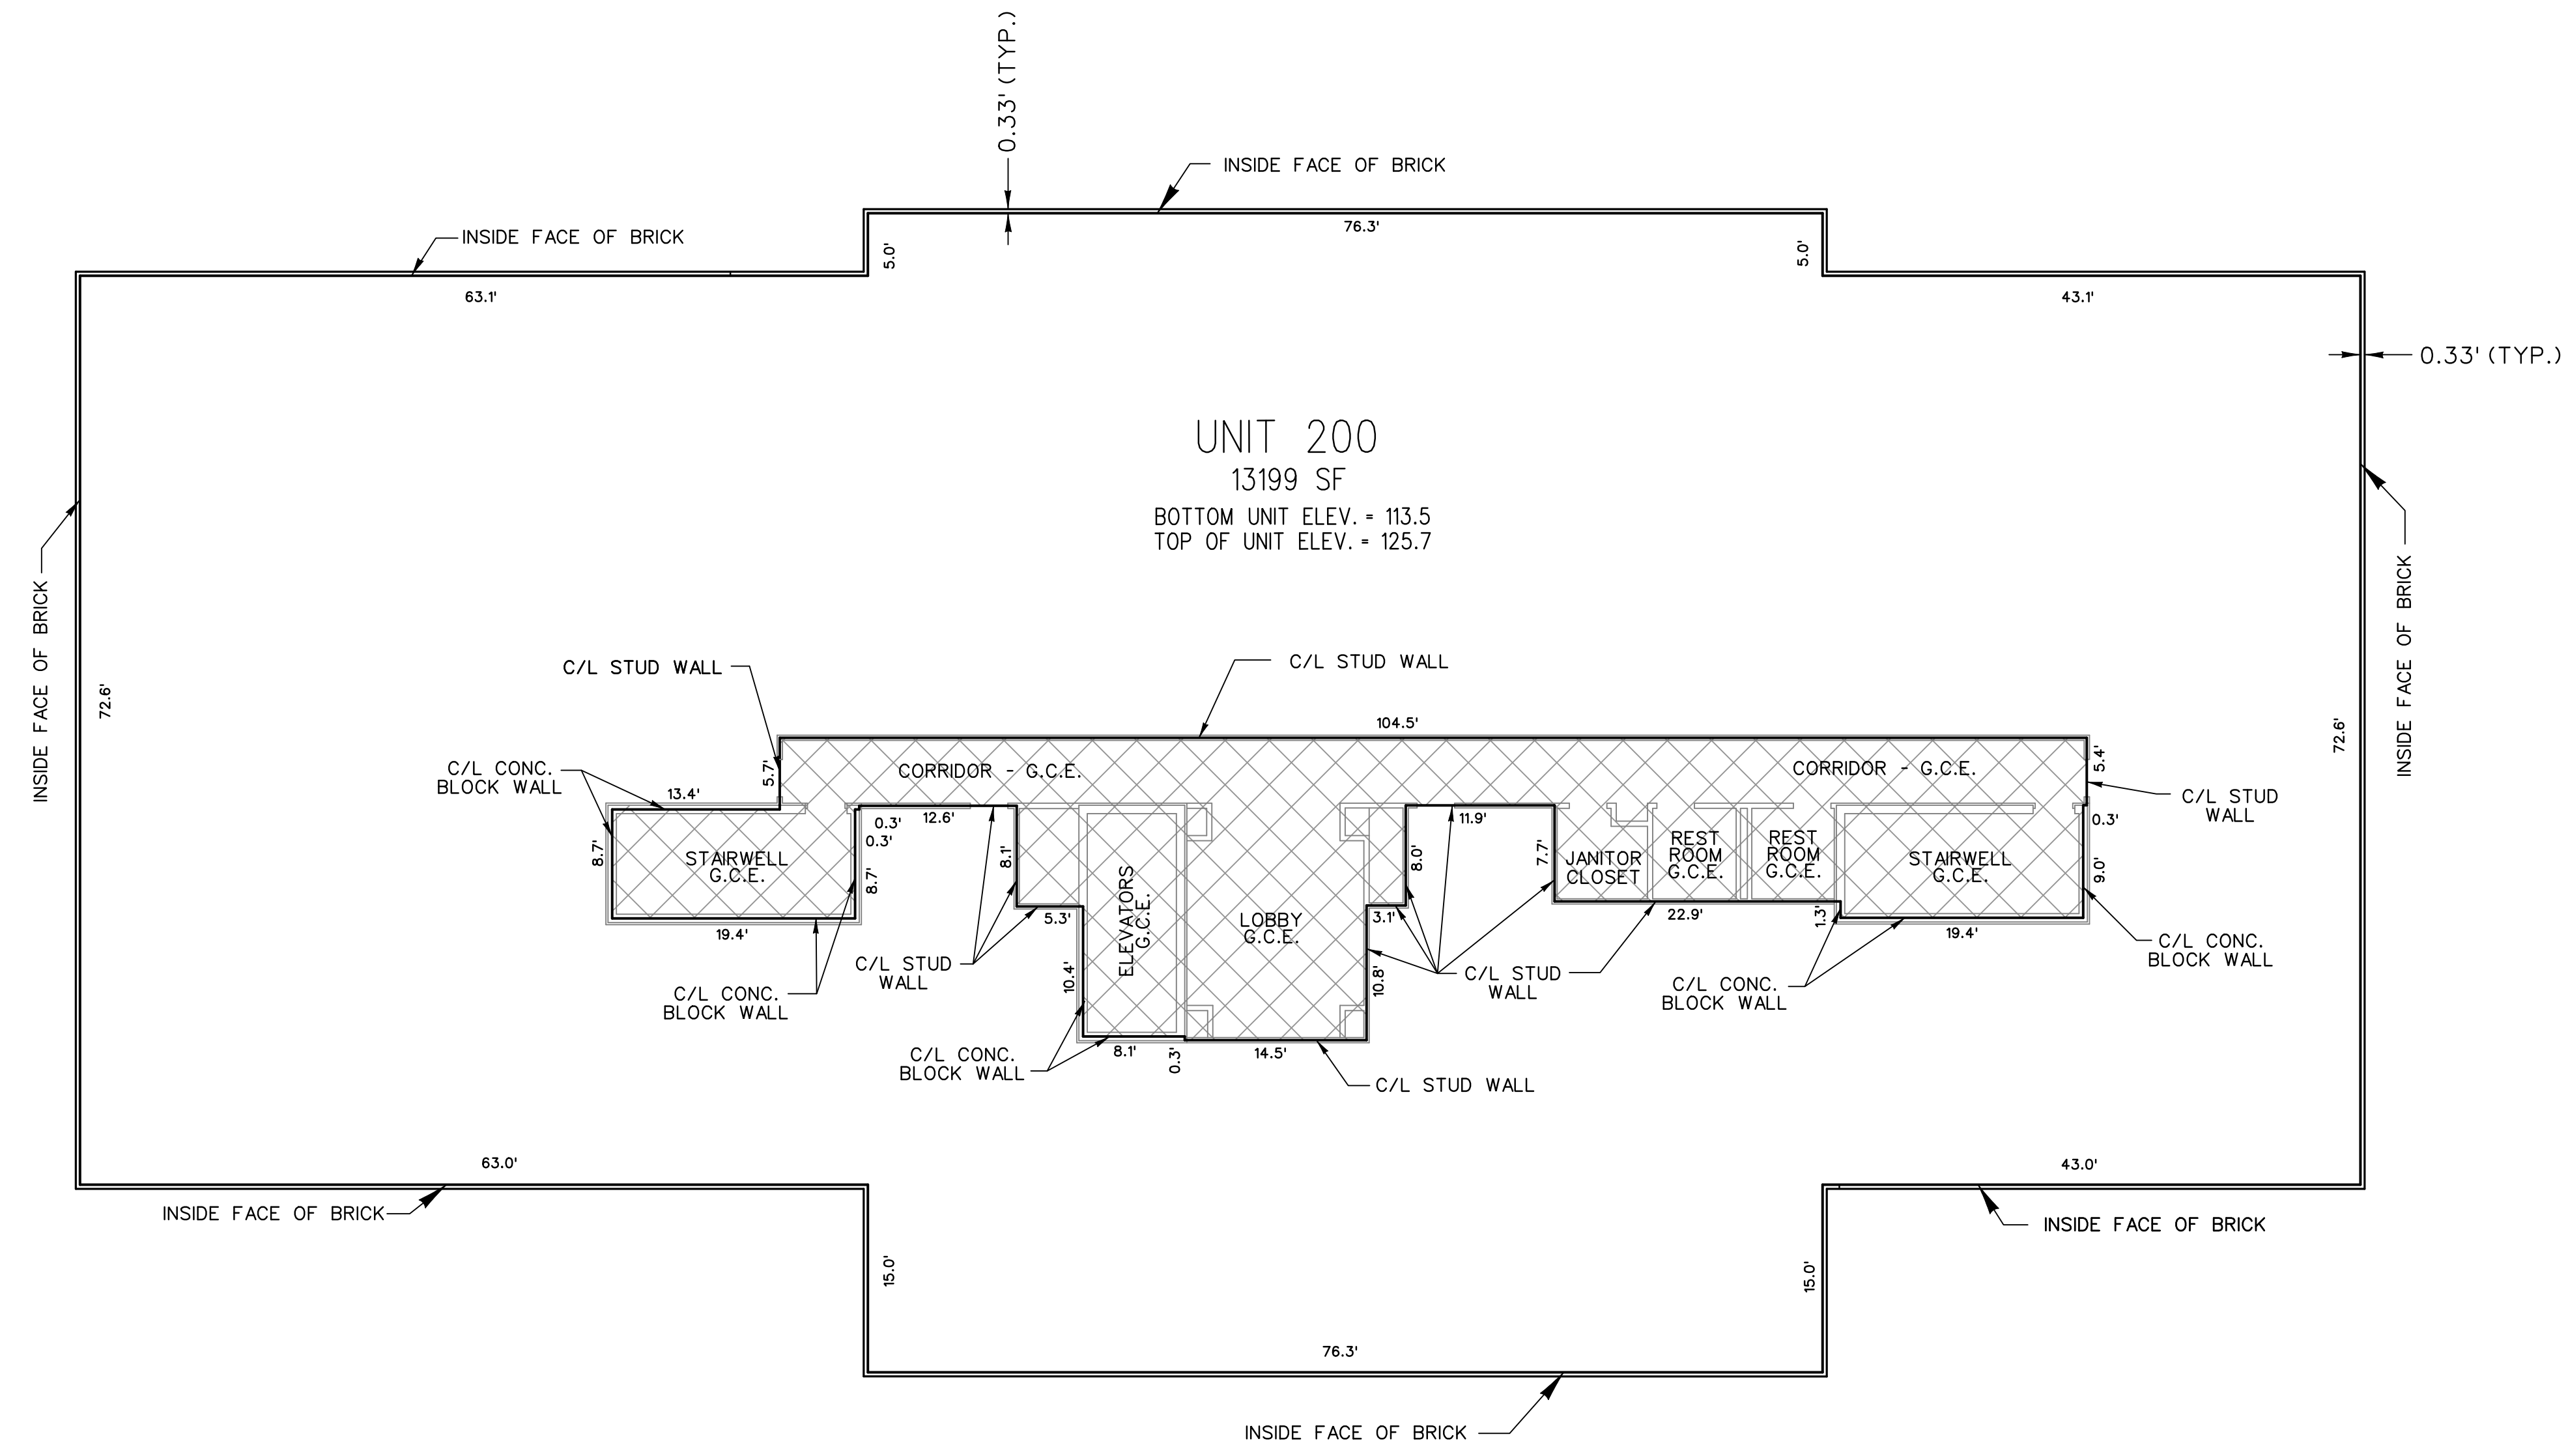 0.33' (TYP.)
INSIDE FACE OF BRICK
76.3'
INSIDE FACE OF BRICK
5.0'
5.0'
63.1'
43.1'
0.33' (TYP.)
UNIT 200
13199 SF
BOTTOM UNIT ELEV. = 113.5
TOP OF UNIT ELEV. = 125.7
INSIDE FACE OF BRICK
72.6'
INSIDE FACE OF BRICK
72.6'
C/L STUD WALL
C/L STUD WALL
104.5'
C/L CONC.
BLOCK WALL
13.4'
5.7'
CORRIDOR - G.C.E.
CORRIDOR - G.C.E.
5.4'
C/L STUD
WALL
8.7'
STAIRWELL
G.C.E.
0.3'
0.3'
8.7'
12.6'
8.1'
19.4'
5.3'
ELEVATORS
G.C.E.
LOBBY
G.C.E.
3.1'
8.0'
11.9'
7.7'
JANITOR
CLOSET
REST
ROOM
G.C.E.
REST
ROOM
G.C.E.
STAIRWELL
G.C.E.
0.3'
9.0'
22.9'
1.3'
19.4'
C/L CONC.
BLOCK WALL
C/L STUD
WALL
10.4'
10.8'
C/L STUD
WALL
C/L CONC.
BLOCK WALL
C/L CONC.
BLOCK WALL
C/L CONC.
BLOCK WALL
8.1'
0.3'
14.5'
C/L STUD WALL
63.0'
43.0'
INSIDE FACE OF BRICK
INSIDE FACE OF BRICK
15.0'
15.0'
76.3'
INSIDE FACE OF BRICK